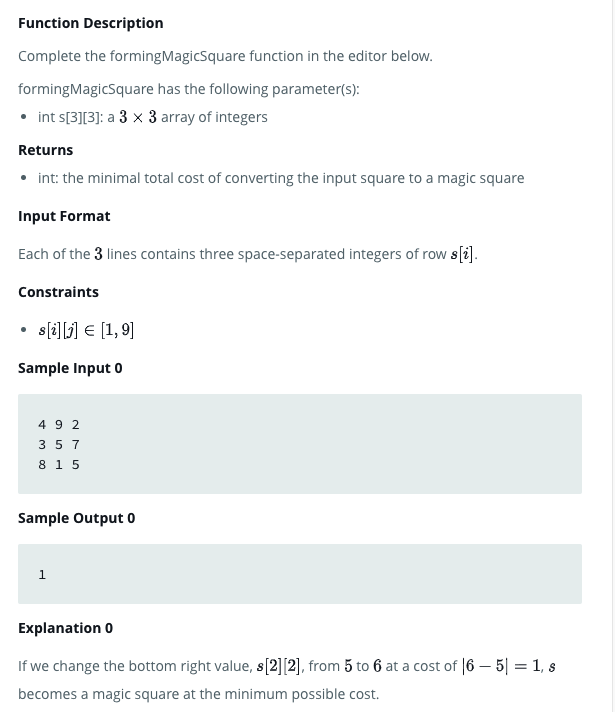 Function Description
Complete the formingMagicSquare function in the editor below.
formingMagicSquare has the following parameter(s):
• int s[3][3]: a 3 × 3 array of integers
Returns
• int: the minimal total cost of converting the input square to a magic square
Input Format
Each of the 3 lines contains three space-separated integers of row s[i].
Constraints
• s[i][j] ∈ [1, 9]
Sample Input 0
4 9 2
3 5 7
8 1 5
Sample Output 0
1
Explanation 0
If we change the bottom right value, s[2][2], from 5 to 6 at a cost of |6 − 5| = 1, s
becomes a magic square at the minimum possible cost.